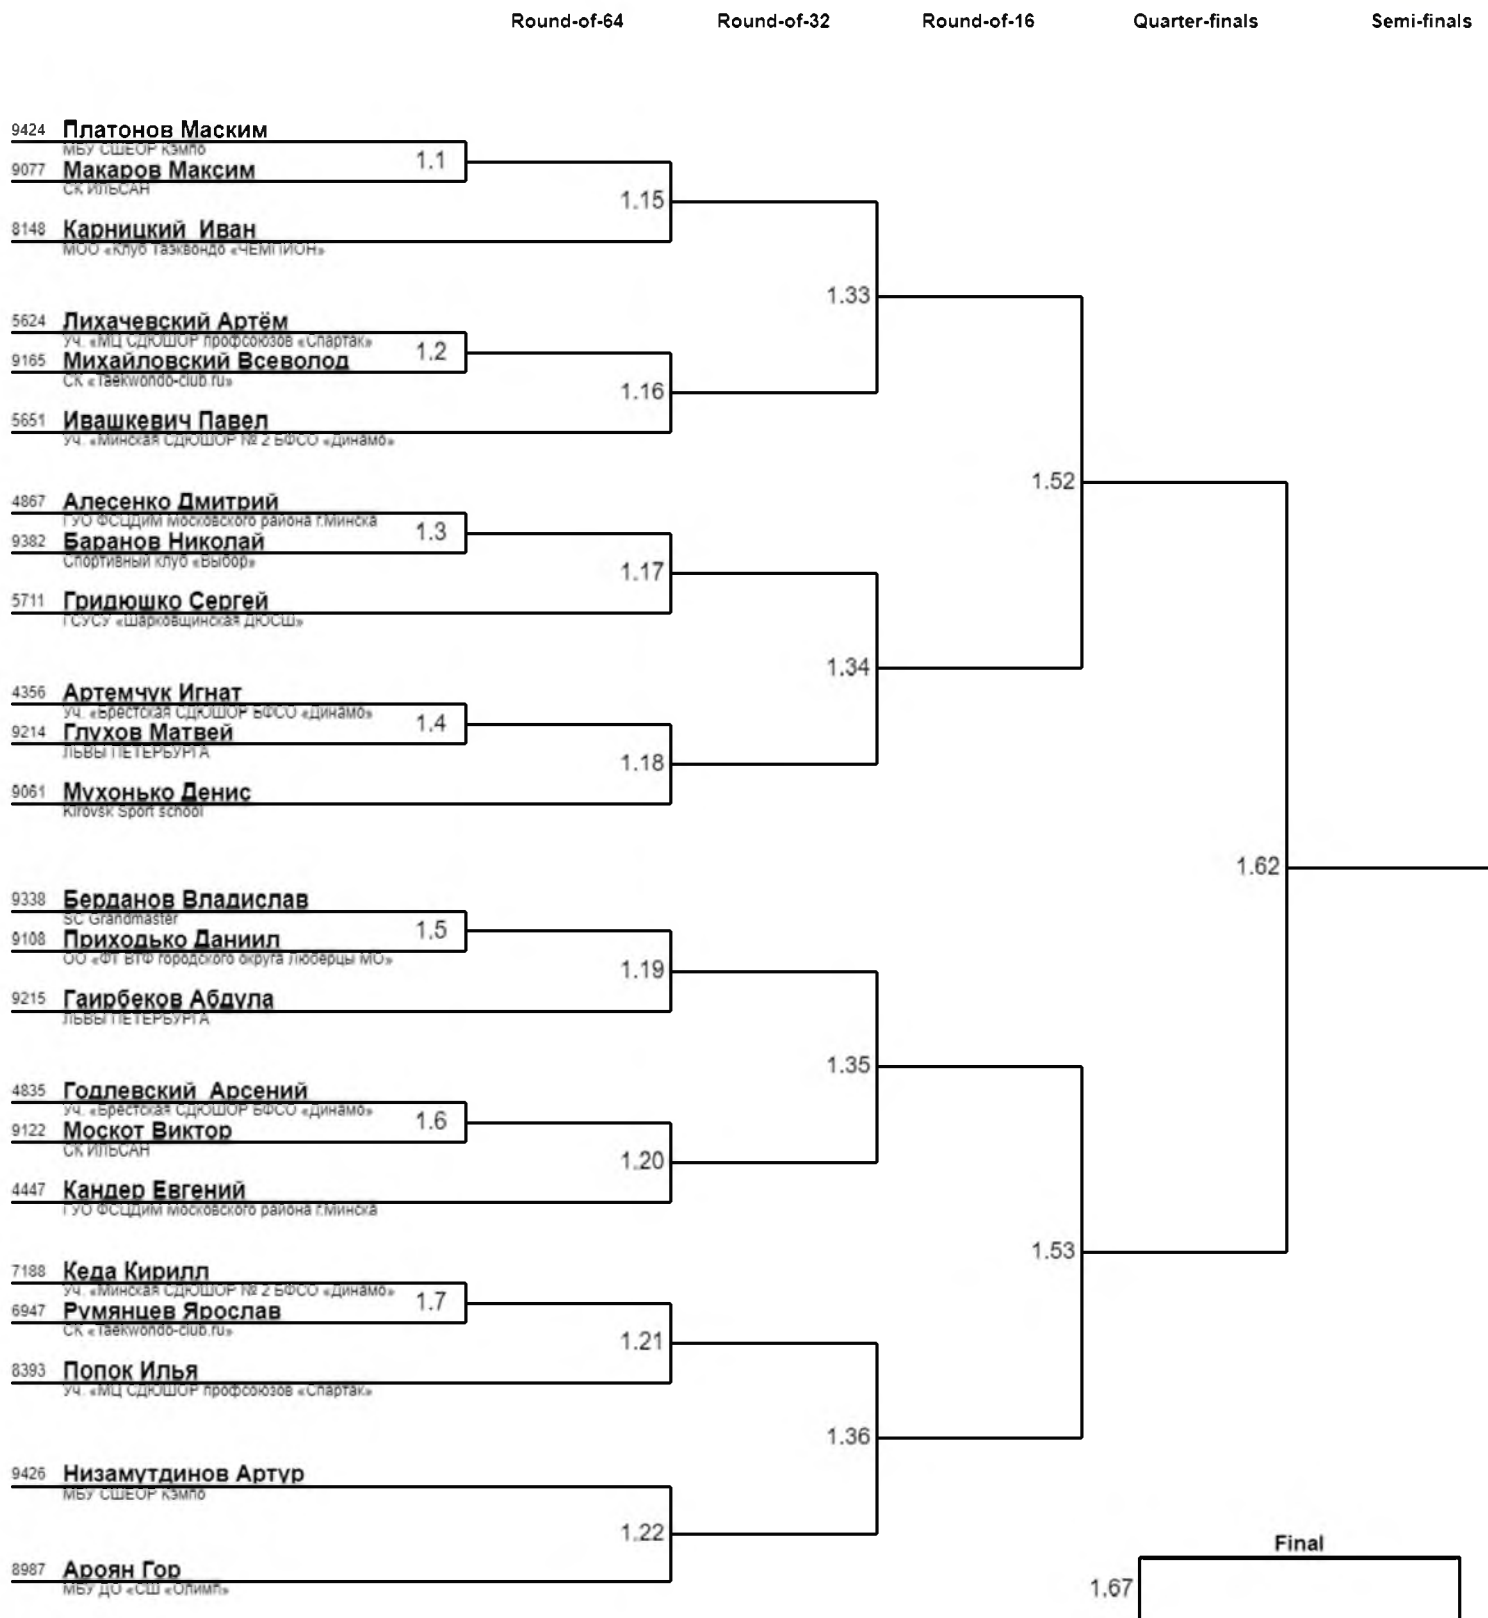 Round-of-64 Round-of-32 Round-of-16 Quarter-finals Semi-finals
9424 Платонов Маским
МБУ СШЕОР Кэмпо
1.1
9077 Макаров Максим
СК ИЛЬСАН
1.15
8148 Карницкий Иван
МОО «Клуб Таэквондо «ЧЕМПИОН»
1.33
5624 Лихачевский Артём
Уч. «МЦ СДЮШОР профсоюзов «Спартак»
1.2
9165 Михайловский Всеволод
СК «Taekwondo-club.ru»
1.16
5651 Ивашкевич Павел
Уч. «Минская СДЮШОР № 2 БФСО «Динамо»
1.52
4867 Алесенко Дмитрий
ГУО ФСЦДиМ Московского района г.Минска
1.3
9382 Баранов Николай
Спортивный клуб «Выбор»
1.17
5711 Гридюшко Сергей
ГСУСУ «Шарковщинская ДЮСШ»
1.34
4356 Артемчук Игнат
Уч. «Брестская СДЮШОР БФСО «Динамо»
1.4
9214 Глухов Матвей
ЛЬВЫ ПЕТЕРБУРГА
1.18
9061 Мухонько Денис
Kirovsk Sport school
1.62
9338 Берданов Владислав
SC Grandmaster
1.5
9108 Приходько Даниил
ОО «ФТ ВТФ городского округа Люберцы МО»
1.19
9215 Гаирбеков Абдула
ЛЬВЫ ПЕТЕРБУРГА
1.35
4835 Годлевский Арсений
Уч. «Брестская СДЮШОР БФСО «Динамо»
1.6
9122 Москот Виктор
СК ИЛЬСАН
1.20
4447 Кандер Евгений
ГУО ФСЦДиМ Московского района г.Минска
1.53
7188 Кеда Кирилл
Уч. «Минская СДЮШОР № 2 БФСО «Динамо»
1.7
6947 Румянцев Ярослав
СК «Taekwondo-club.ru»
1.21
8393 Попок Илья
Уч. «МЦ СДЮШОР профсоюзов «Спартак»
1.36
9426 Низамутдинов Артур
МБУ СШЕОР Кэмпо
1.22
Final
8987 Ароян Гор
МБУ ДО «СШ «Олимп»
1.67